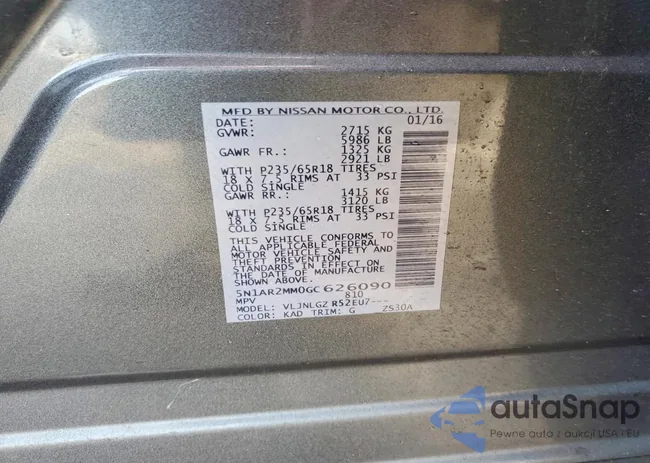 MFD BY NISSAN MOTOR CO., LTD.
DATE: 01/16
GVWR: 2715 KG
5986 LB
GAWR FR.: 1325 KG
2921 LB
WITH P235/65R18 TIRES
18 X 7.5 RIMS AT 33 PSI
COLD SINGLE
GAWR RR.: 1415 KG
3120 LB
WITH P235/65R18 TIRES
18 X 7.5 RIMS AT 33 PSI
COLD SINGLE
THIS VEHICLE CONFORMS TO
ALL APPLICABLE FEDERAL
MOTOR VEHICLE SAFETY AND
THEFT PREVENTION
STANDARDS IN EFFECT ON
DATE OF MANUFACTURE
5N1AR2MM0GC626090
MPV 810
MODEL: VLJNLGZ R52EU7---
COLOR: KAD TRIM: G ZS30A
autaSnap
Pewne auta z aukcji USA i EU